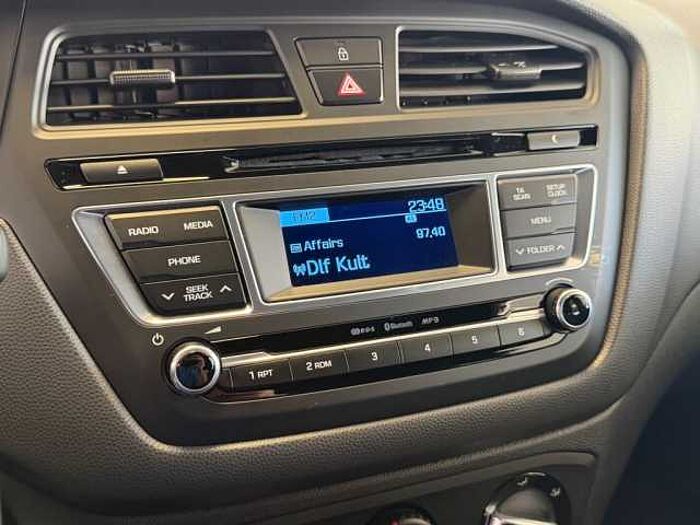 FM2 23:48
Affairs 97.40
Dlf Kult
RADIO MEDIA
PHONE
SEEK
TRACK
TA
SCAN
SETUP
CLOCK
MENU
FOLDER
RDS Bluetooth MP3
1 RPT 2 RDM 3 4 5 6